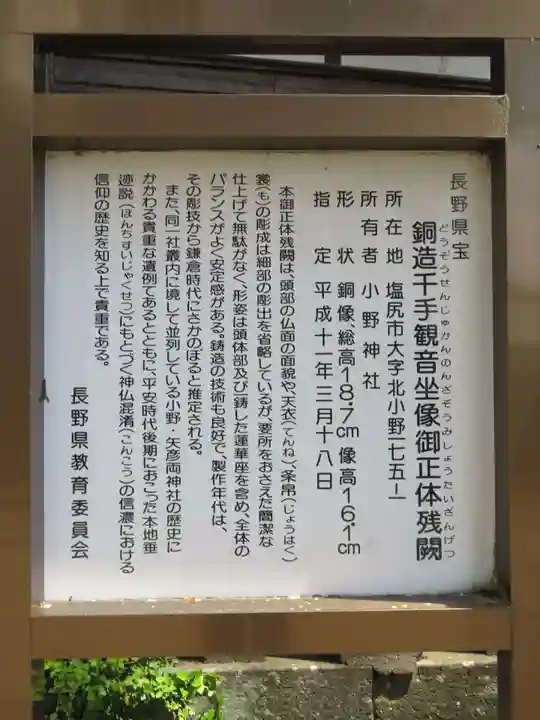 長野県宝
どうぞうせんじゅかんのんざぞうみしょうたいざんげつ
銅造千手観音坐像御正体残闕
所在地 塩尻市大字北小野一七五ー一
所有者 小野神社
形状 銅像、総高18.7cm 像高16.1cm
指定 平成十一年三月十八日
本御正体残闕は、頭部の仏面の面貌や、天衣(てんね)、条帛(じょうはく)
裳(も)の彫成は細部の彫出を省略しているが、要所をおさえた簡潔な
仕上げで無駄がなく、形姿は頭体部及び一鋳した蓮華座を含め、全体の
バランスがよく安定感がある。鋳造の技術も良好で、製作年代は、
その彫技から鎌倉時代にさかのぼると推定される。
また、同一社叢内に境して並列している小野・矢彦両神社の歴史に
かかわる貴重な遺例であるとともに、平安時代後期におこった本地垂
迹説(ほんちすいじゃくせつ)にもとづく神仏混淆(こんこう)の信濃における
信仰の歴史を知る上で貴重である。
長野県教育委員会